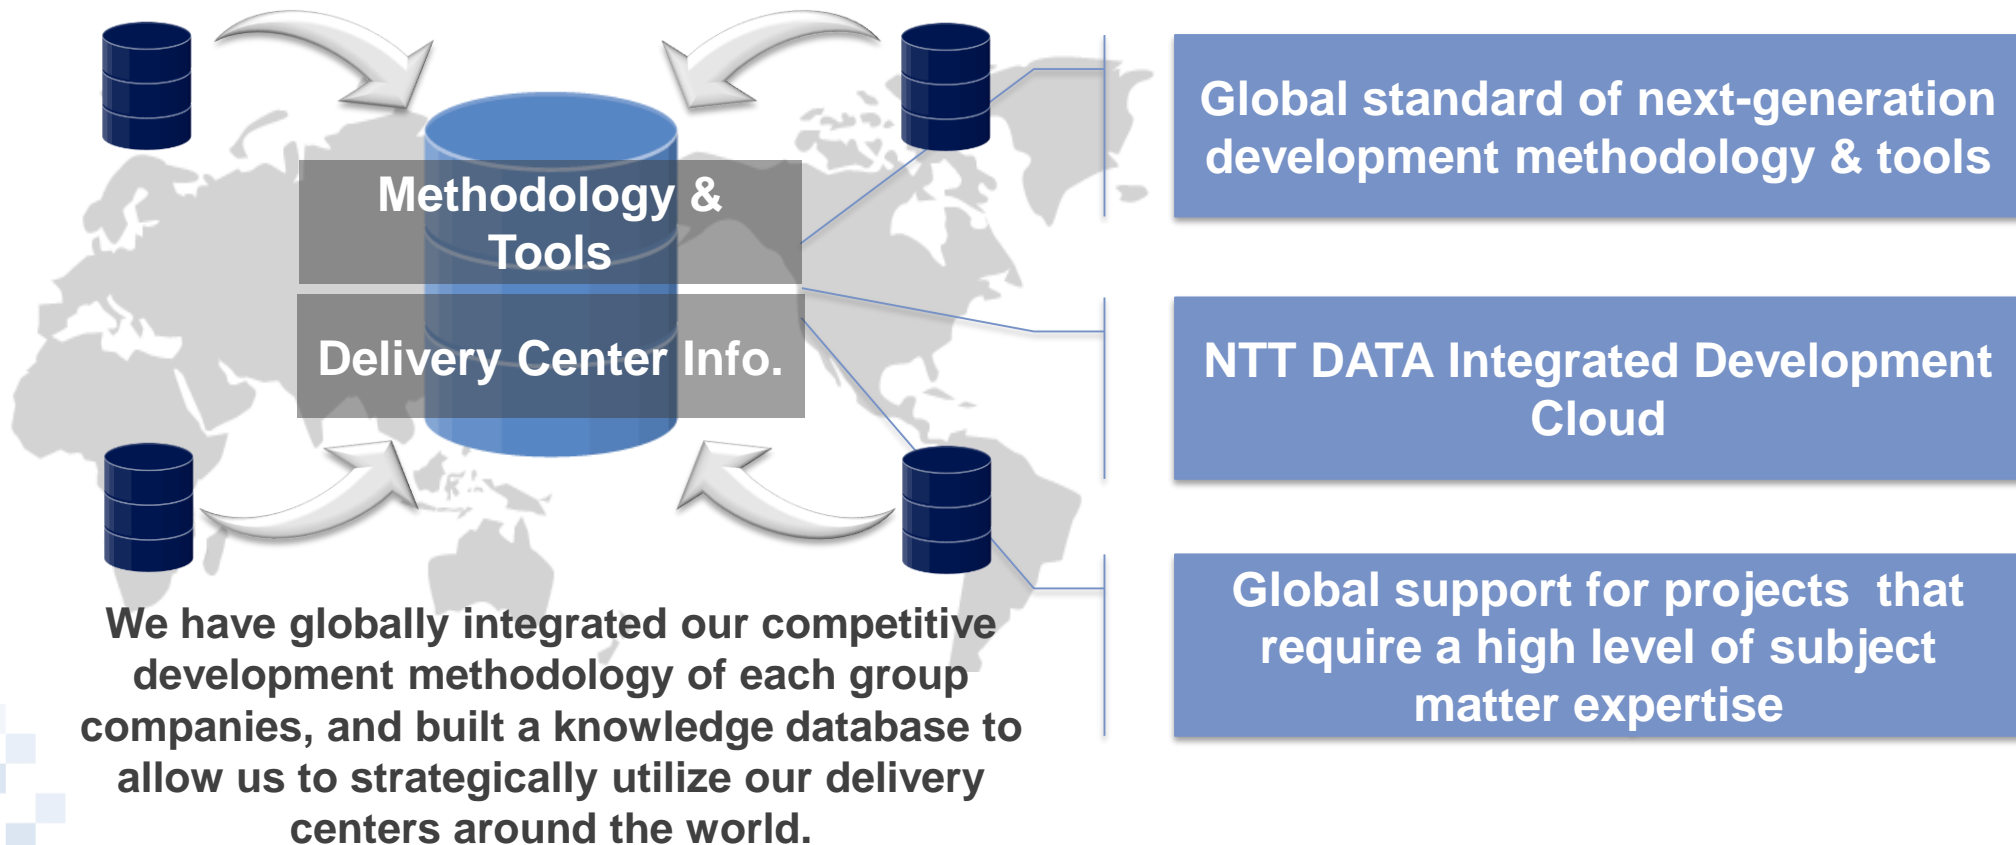 Methodology &
Tools
Delivery Center Info.
We have globally integrated our competitive
development methodology of each group
companies, and built a knowledge database to
allow us to strategically utilize our delivery
centers around the world.
Global standard of next-generation
development methodology & tools
NTT DATA Integrated Development
Cloud
Global support for projects  that
require a high level of subject
matter expertise